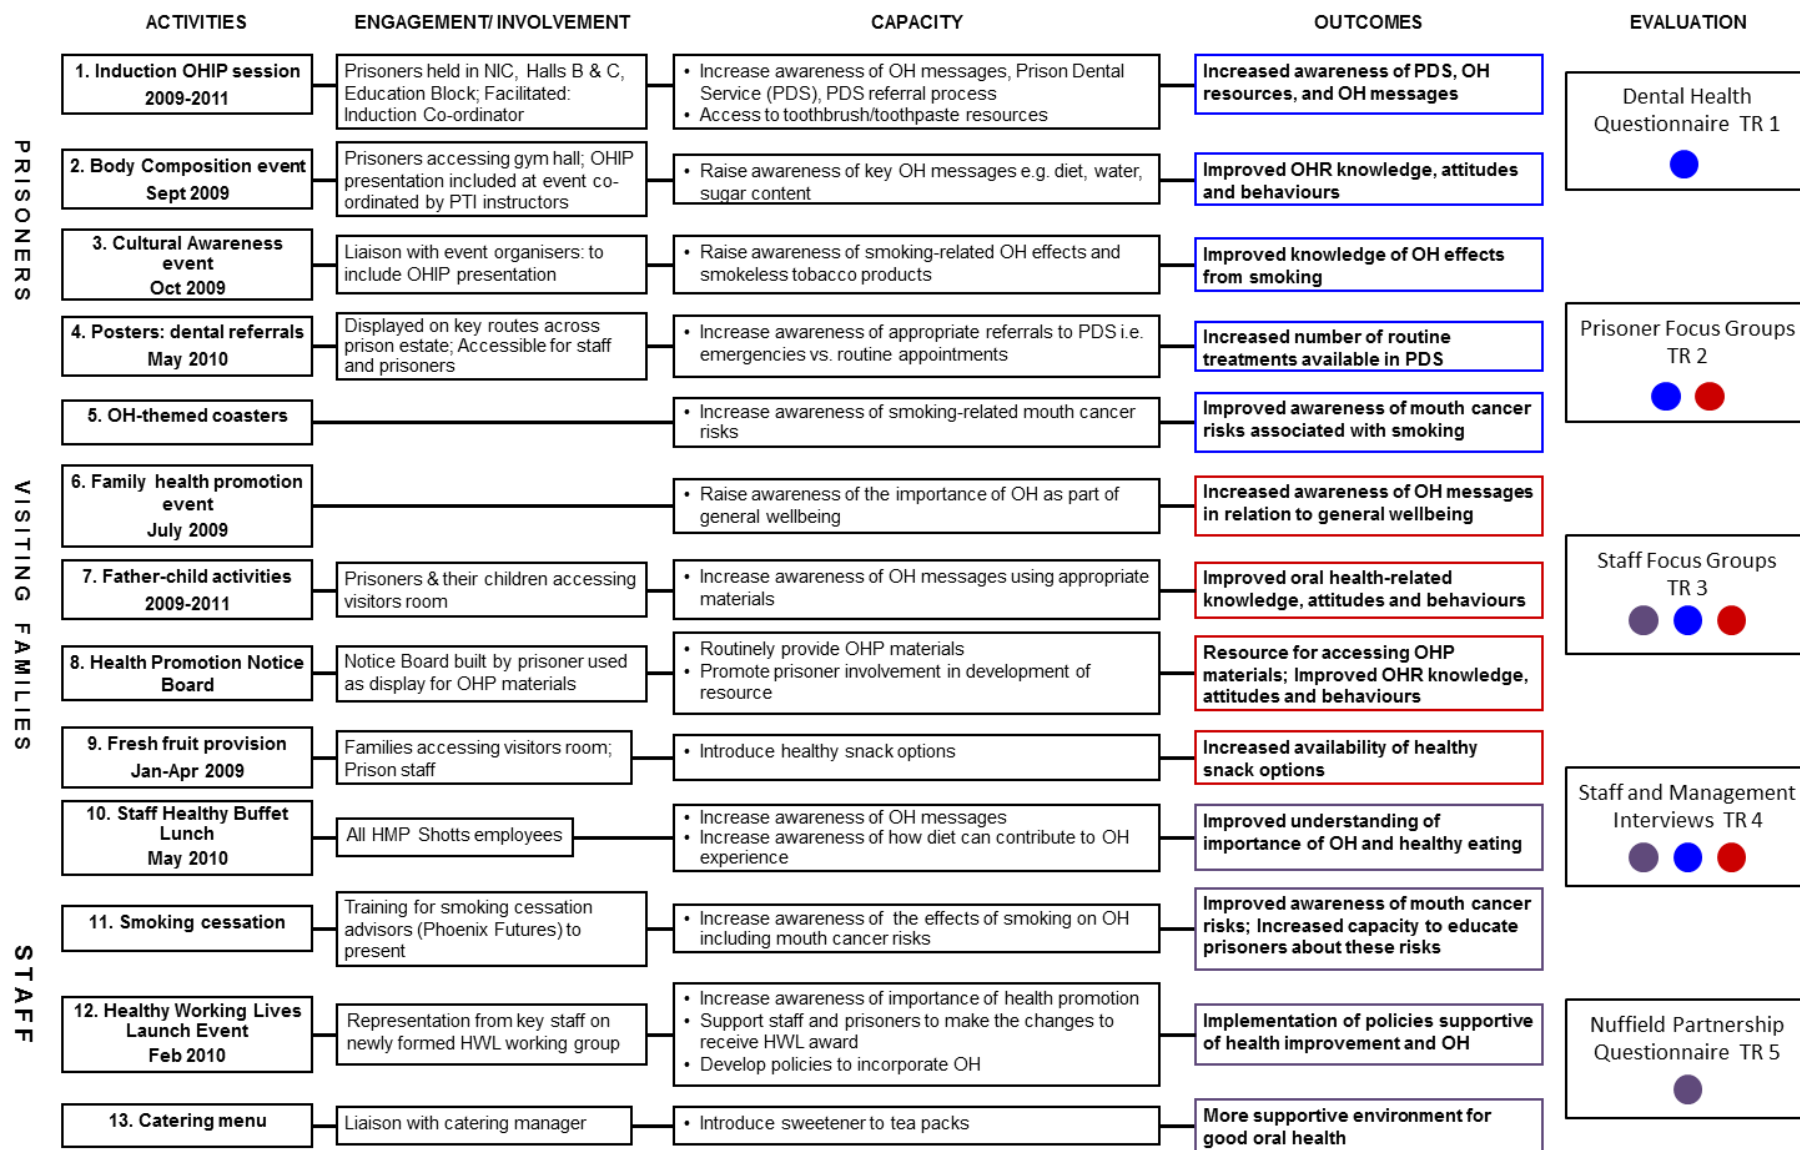 ACTIVITIES
ENGAGEMENT/ INVOLVEMENT
CAPACITY
OUTCOMES
EVALUATION
PRISONERS
1. Induction OHIP session
2009-2011
Prisoners held in NIC, Halls B & C,
Education Block; Facilitated:
Induction Co-ordinator
• Increase awareness of OH messages, Prison Dental
Service (PDS), PDS referral process
• Access to toothbrush/toothpaste resources
Increased awareness of PDS, OH
resources, and OH messages
2. Body Composition event
Sept 2009
Prisoners accessing gym hall; OHIP
presentation included at event co-
ordinated by PTI instructors
• Raise awareness of key OH messages e.g. diet, water,
sugar content
Improved OHR knowledge, attitudes
and behaviours
3. Cultural Awareness
event
Oct 2009
Liaison with event organisers: to
include OHIP presentation
• Raise awareness of smoking-related OH effects and
smokeless tobacco products
Improved knowledge of OH effects
from smoking
4. Posters: dental referrals
May 2010
Displayed on key routes across
prison estate; Accessible for staff
and prisoners
• Increase awareness of appropriate referrals to PDS i.e.
emergencies vs. routine appointments
Increased number of routine
treatments available in PDS
5. OH-themed coasters
• Increase awareness of smoking-related mouth cancer
risks
Improved awareness of mouth cancer
risks associated with smoking
VISITING FAMILIES
6. Family health promotion
event
July 2009
• Raise awareness of the importance of OH as part of
general wellbeing
Increased awareness of OH messages
in relation to general wellbeing
7. Father-child activities
2009-2011
Prisoners & their children accessing
visitors room
• Increase awareness of OH messages using appropriate
materials
Improved oral health-related
knowledge, attitudes and behaviours
8. Health Promotion Notice
Board
Notice Board built by prisoner used
as display for OHP materials
• Routinely provide OHP materials
• Promote prisoner involvement in development of
resource
Resource for accessing OHP
materials; Improved OHR knowledge,
attitudes and behaviours
9. Fresh fruit provision
Jan-Apr 2009
Families accessing visitors room;
Prison staff
• Introduce healthy snack options
Increased availability of healthy
snack options
STAFF
10. Staff Healthy Buffet
Lunch
May 2010
All HMP Shotts employees
• Increase awareness of OH messages
• Increase awareness of how diet can contribute to OH
experience
Improved understanding of
importance of OH and healthy eating
11. Smoking cessation
Training for smoking cessation
advisors (Phoenix Futures) to
present
• Increase awareness of the effects of smoking on OH
including mouth cancer risks
Improved awareness of mouth cancer
risks; Increased capacity to educate
prisoners about these risks
12. Healthy Working Lives
Launch Event
Feb 2010
Representation from key staff on
newly formed HWL working group
• Increase awareness of importance of health promotion
• Support staff and prisoners to make the changes to
receive HWL award
• Develop policies to incorporate OH
Implementation of policies supportive
of health improvement and OH
13. Catering menu
Liaison with catering manager
• Introduce sweetener to tea packs
More supportive environment for
good oral health
Dental Health
Questionnaire TR 1
Prisoner Focus Groups
TR 2
Staff Focus Groups
TR 3
Staff and Management
Interviews TR 4
Nuffield Partnership
Questionnaire TR 5